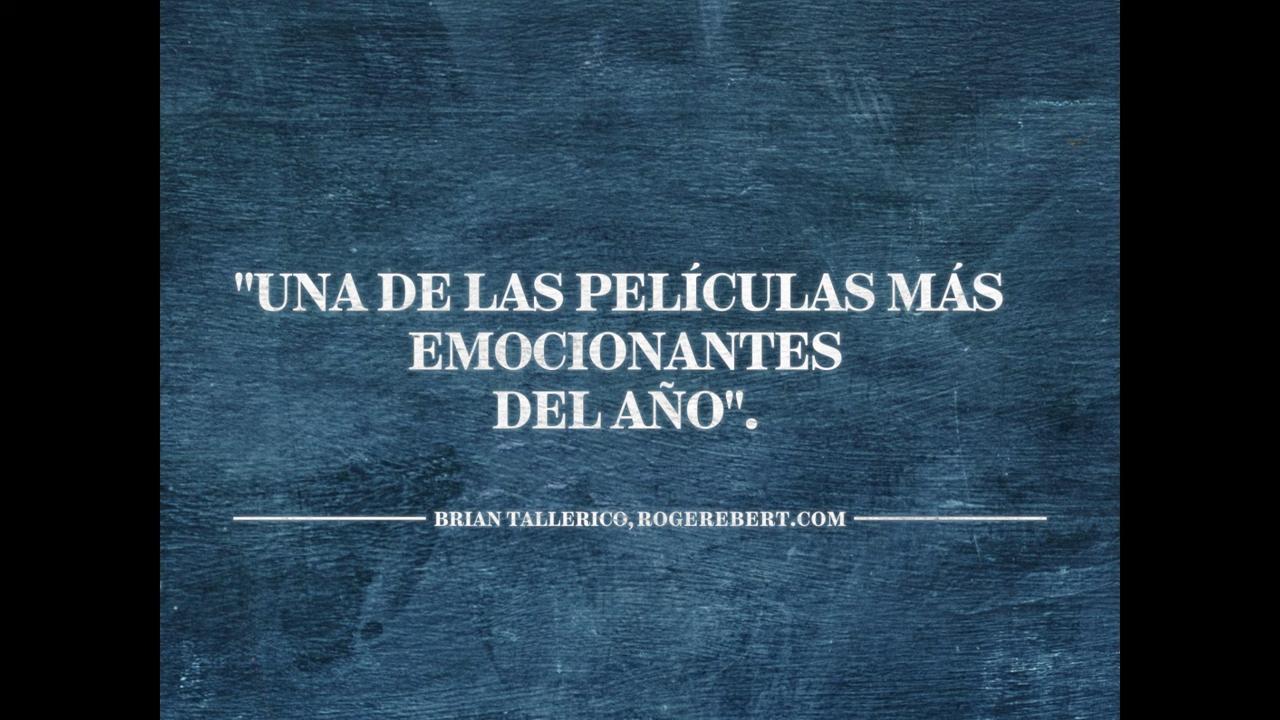 "UNA DE LAS PELÍCULAS MÁS
EMOCIONANTES
DEL AÑO".
BRIAN TALLERICO, ROGEREBERT.COM